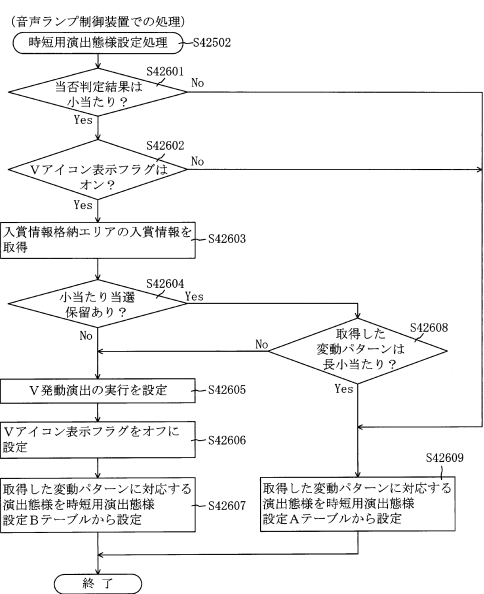 （音声ランプ制御装置での処理）
時短用演出態様設定処理
S42502
S42601
当否判定結果は
小当たり？
No
Yes
S42602
Ｖアイコン表示フラグは
オン？
No
Yes
入賞情報格納エリアの入賞情報を
取得
S42603
S42604
小当たり当選
保留あり？
Yes
No
S42608
取得した
変動パターンは
長小当たり？
No
Yes
Ｖ発動演出の実行を設定
S42605
Ｖアイコン表示フラグをオフに
設定
S42606
S42609
取得した変動パターンに対応する
演出態様を時短用演出態様
設定Ｂテーブルから設定
S42607
取得した変動パターンに対応する
演出態様を時短用演出態様
設定Ａテーブルから設定
終 了